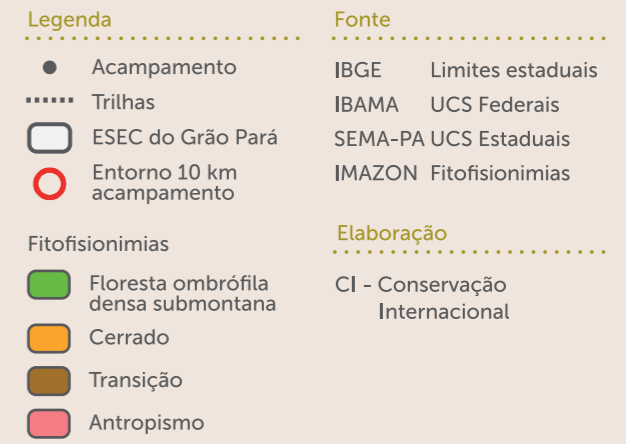 Legenda
Acampamento
Trilhas
ESEC do Grão Pará
Entorno 10 km
acampamento
Fitofisionimias
Floresta ombrófila
densa submontana
Cerrado
Transição
Antropismo
Fonte
IBGE Limites estaduais
IBAMA UCS Federais
SEMA-PA UCS Estaduais
IMAZON Fitofisionimias
Elaboração
CI - Conservação
Internacional